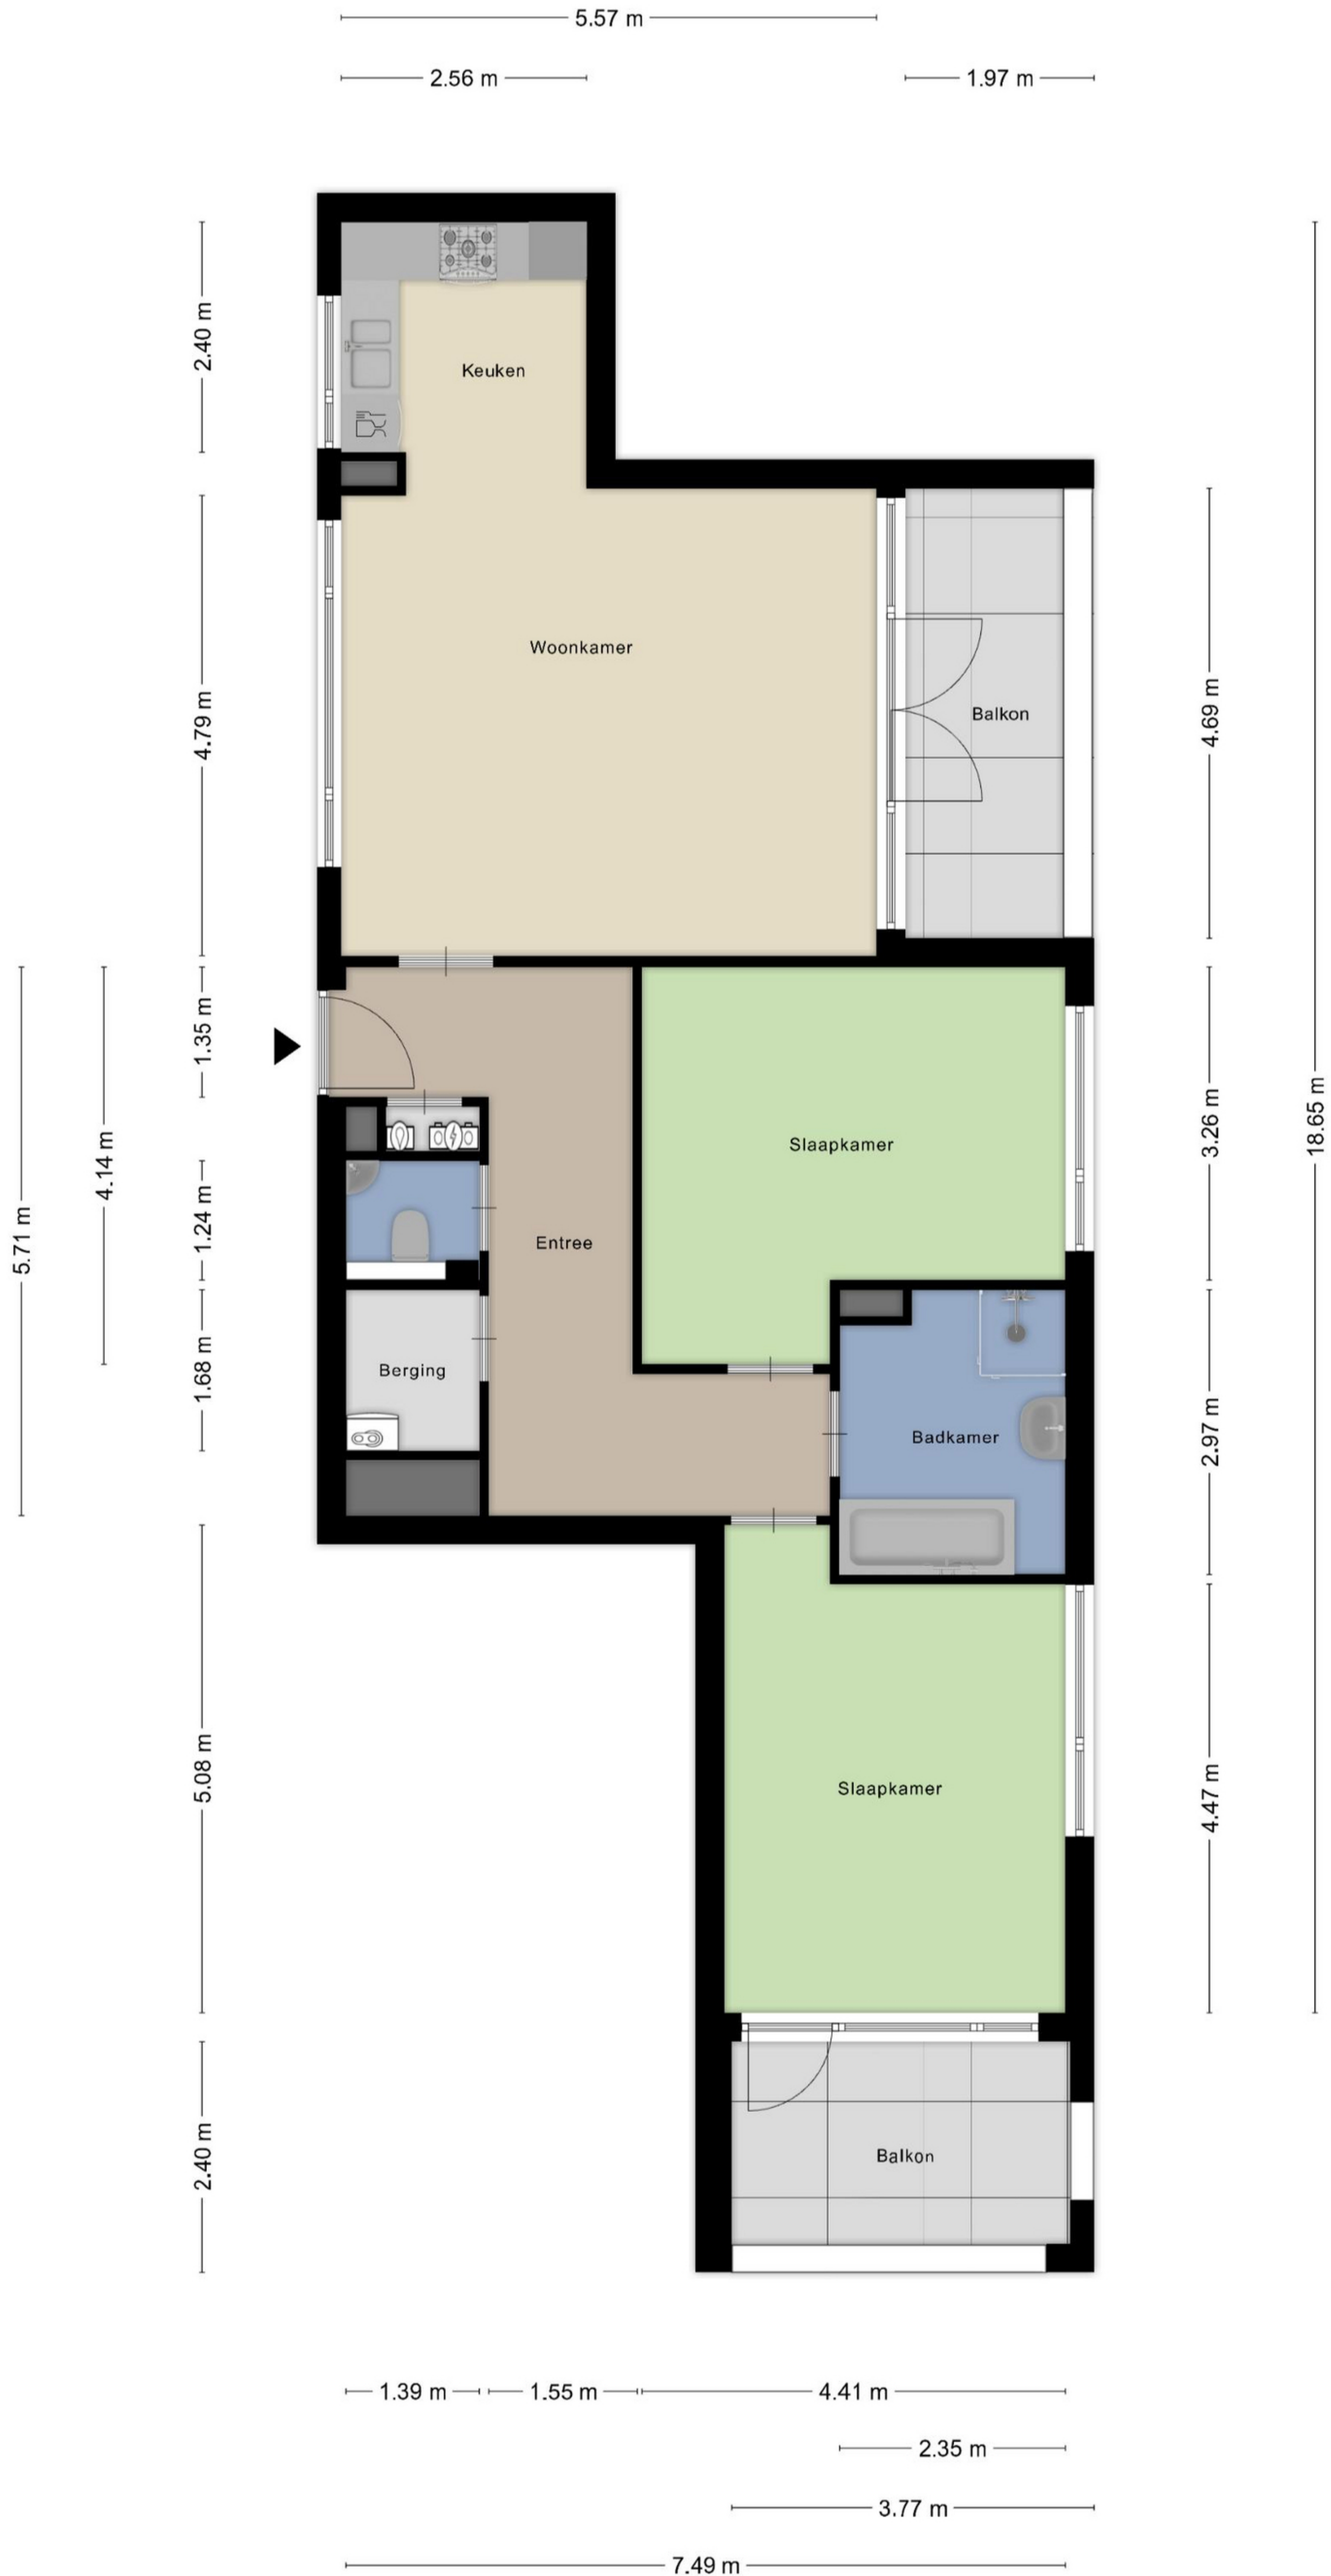 5.57 m
2.56 m
1.97 m
2.40 m
Keuken
Woonkamer
4.79 m
Balkon
4.69 m
1.35 m
18.65 m
3.26 m
4.14 m
Slaapkamer
1.24 m
5.71 m
Entree
1.68 m
Berging
Badkamer
2.97 m
5.08 m
Slaapkamer
4.47 m
2.40 m
Balkon
1.39 m
1.55 m
4.41 m
2.35 m
3.77 m
7.49 m